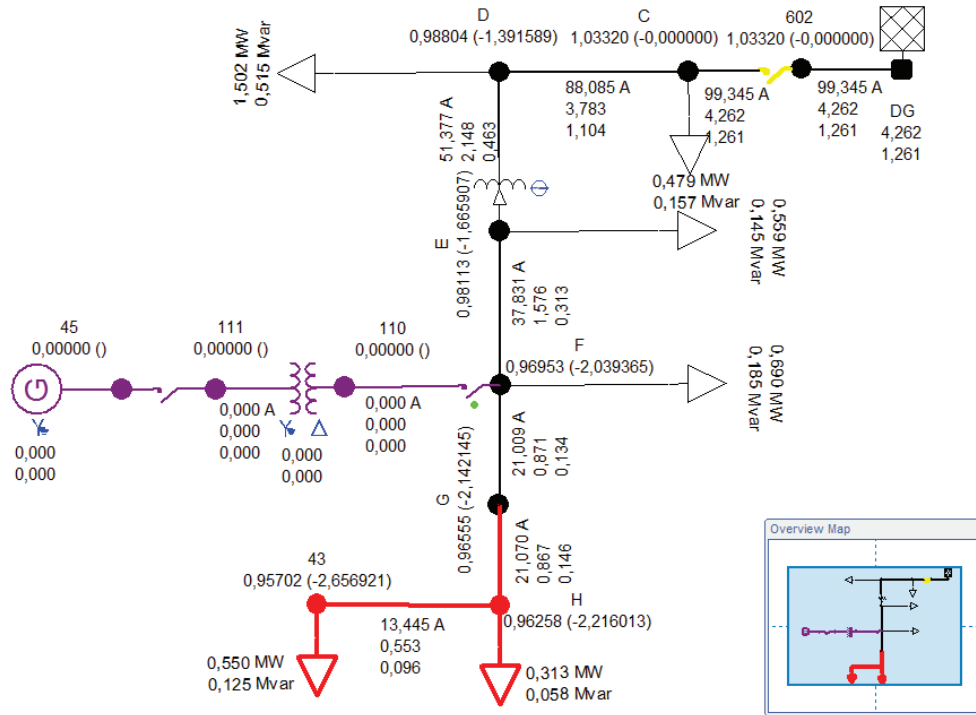 D
0,98804 (-1,391589)
C
1,03320 (-0,000000)
602
1,03320 (-0,000000)
1,502 MW
0,515 Mvar
88,085 A
3,783
1,104
99,345 A
4,262
1,261
99,345 A
4,262
1,261
DG
4,262
1,261
51,377 A
2,148
0,463
0,479 MW
0,157 Mvar
E
0,98113 (-1,665907)
0,559 MW
0,145 Mvar
37,831 A
1,576
0,313
45
0,00000 ()
111
0,00000 ()
110
0,00000 ()
F
0,96953 (-2,039365)
0,690 MW
0,185 Mvar
G
Y
0,000
0,000
0,000 A
0,000
0,000
Y
0,000
0,000
0,000 A
0,000
0,000
21,009 A
0,871
0,134
G
0,96555 (-2,142145)
21,070 A
0,867
0,146
43
0,95702 (-2,656921)
H
0,96258 (-2,216013)
13,445 A
0,553
0,096
0,550 MW
0,125 Mvar
0,313 MW
0,058 Mvar
Overview Map